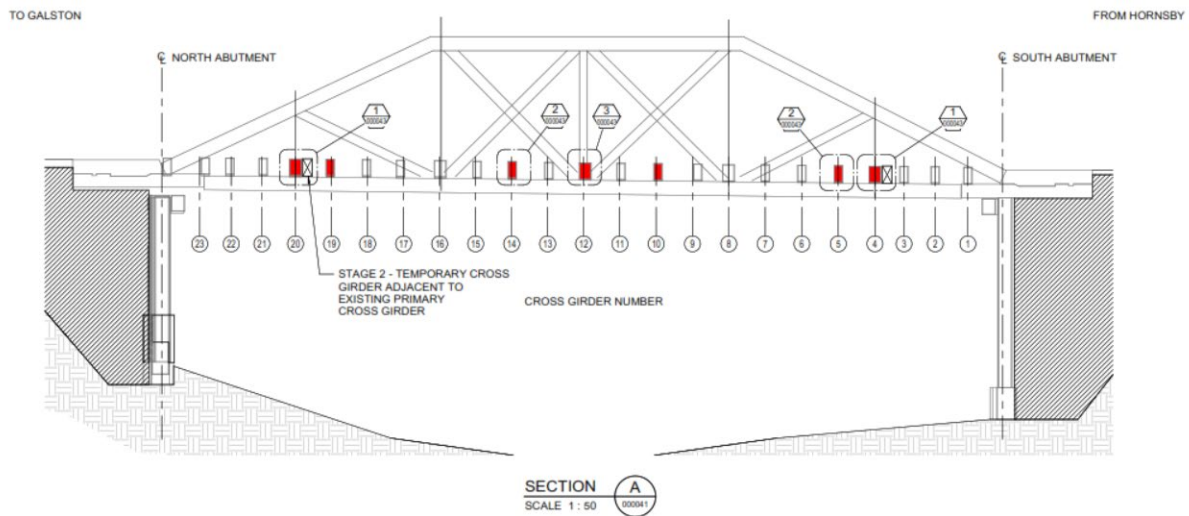 TO GALSTON
FROM HORNSBY
℄ NORTH ABUTMENT
℄ SOUTH ABUTMENT
1
000043
2
000043
3
000043
2
000043
1
000043
23 22 21 20 19 18 17 16 15 14 13 12 11 10 9 8 7 6 5 4 3 2 1
STAGE 2 - TEMPORARY CROSS
GIRDER ADJACENT TO
EXISTING PRIMARY
CROSS GIRDER
CROSS GIRDER NUMBER
SECTION
SCALE 1 : 50
A
000041